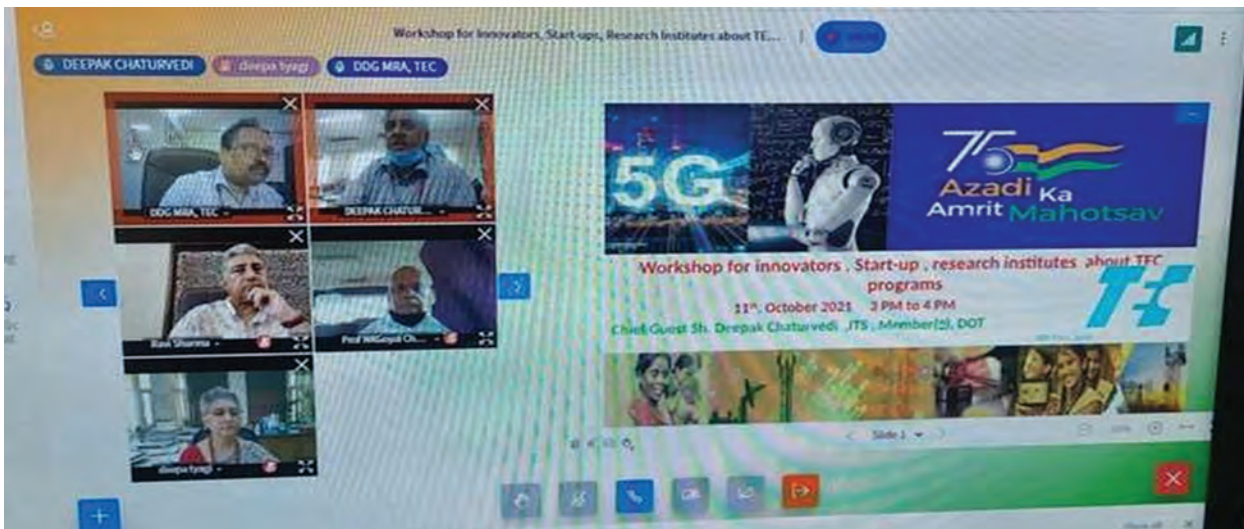 Workshop for Innovators, Start-ups, Research Institutes about TE...
DEEPAK CHATURVEDI
deepa tyagi
DDG MRA, TEC
DDG MRA, TEC
DEEPAK CHATUR...
Ravi Sharma
deepa tyagi
5G
75
Azadi Ka
Amrit Mahotsav
Workshop for innovators , Start-up , research institutes about TEC
programs
11th, October 2021 3 PM to 4 PM
Chief Guest Sh. Deepak Chaturvedi ,ITS , Member(S), DOT
TEC
Slide 1